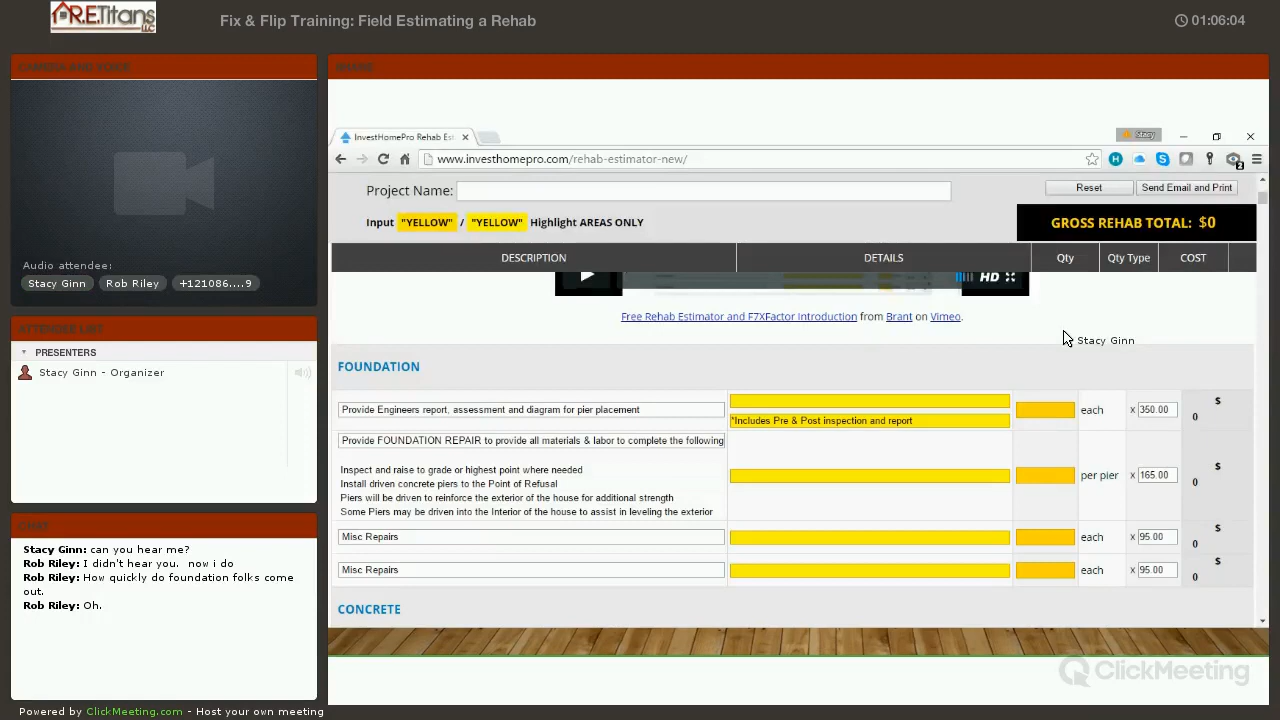 R.E.Titans LLC
Fix & Flip Training: Field Estimating a Rehab
01:06:04
CAMERA AND VOICE
Audio attendee:
Stacy Ginn
Rob Riley
+121086....9
ATTENDEE LIST
PRESENTERS
Stacy Ginn - Organizer
CHAT
Stacy Ginn: can you hear me?
Rob Riley: I didn't hear you. now i do
Rob Riley: How quickly do foundation folks come
out.
Rob Riley: Oh.
Powered by ClickMeeting.com - Host your own meeting
InvestHomePro Rehab Est
Stacy
www.investhomepro.com/rehab-estimator-new/
2
Project Name:
Reset
Send Email and Print
Input "YELLOW" / "YELLOW" Highlight AREAS ONLY
GROSS REHAB TOTAL: $0
DESCRIPTION
DETAILS
Qty
Qty Type
COST
HD
Free Rehab Estimator and F7XFactor Introduction from Brant on Vimeo.
Stacy Ginn
FOUNDATION
Provide Engineers report, assessment and diagram for pier placement
*Includes Pre & Post inspection and report
each
x 350.00
$
0
Provide FOUNDATION REPAIR to provide all materials & labor to complete the following
Inspect and raise to grade or highest point where needed
Install driven concrete piers to the Point of Refusal
Piers will be driven to reinforce the exterior of the house for additional strength
Some Piers may be driven into the Interior of the house to assist in leveling the exterior
per pier
x 165.00
$
0
Misc Repairs
each
x 95.00
$
0
Misc Repairs
each
x 95.00
$
0
CONCRETE
ClickMeeting